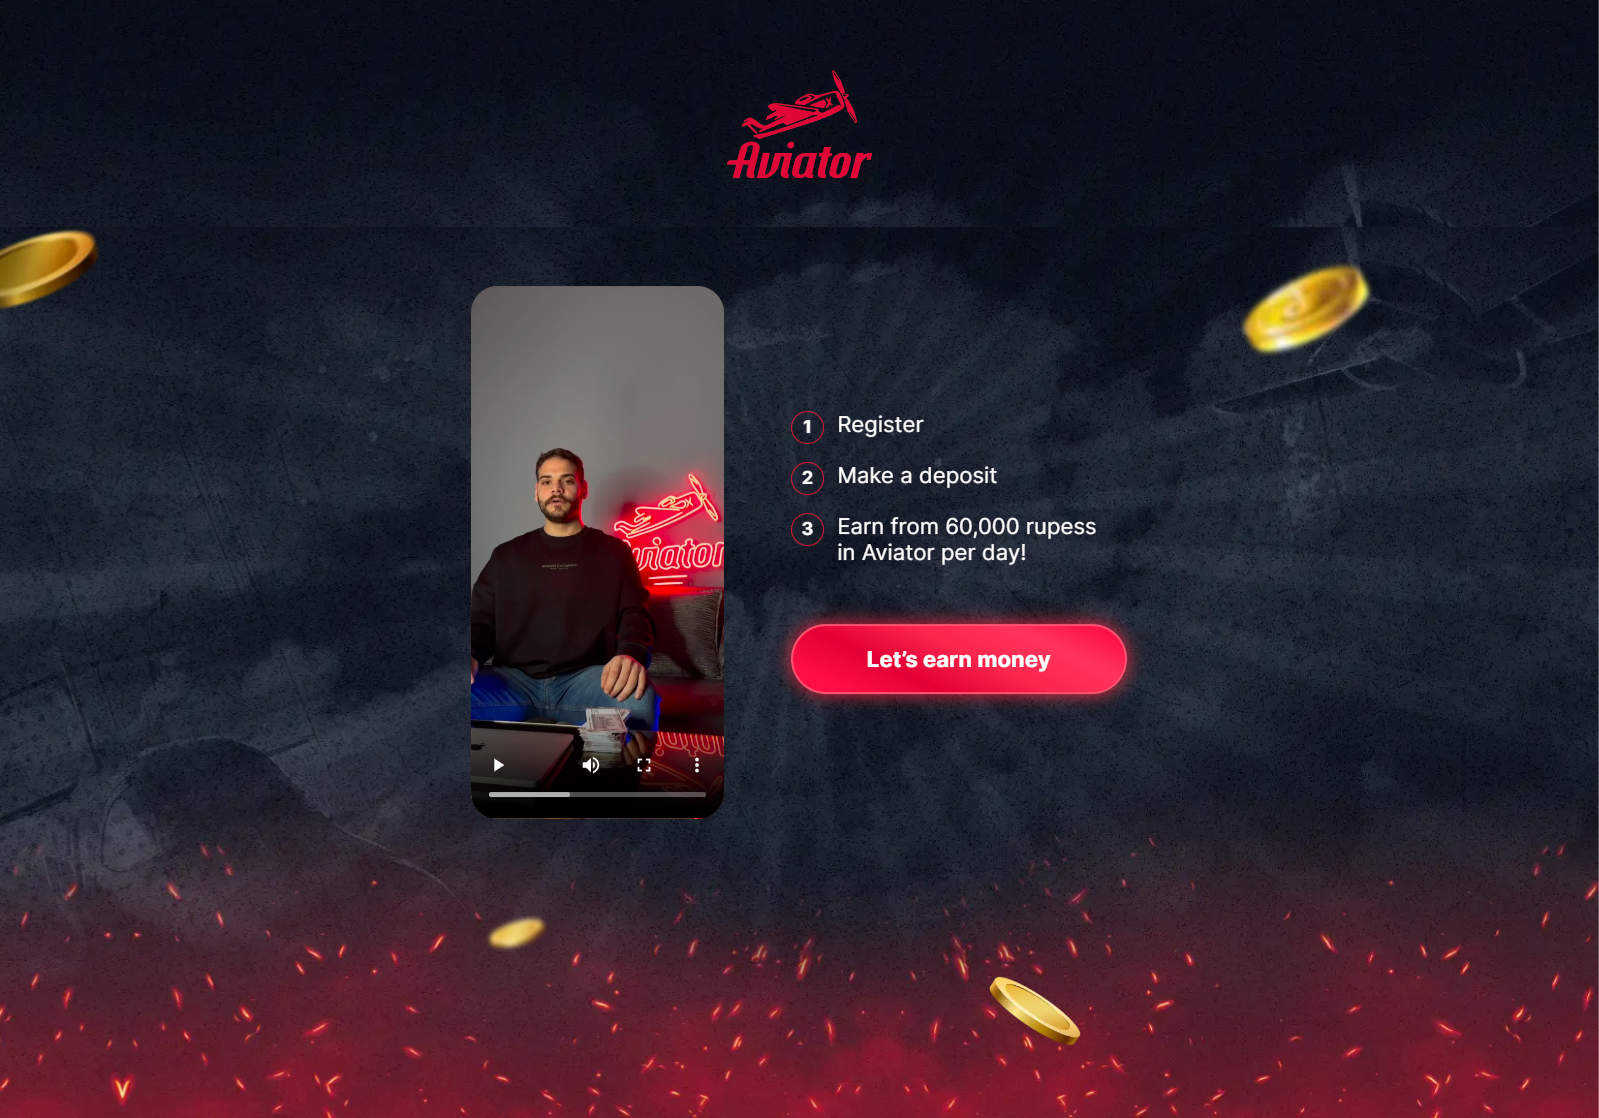 Aviator
Aviator
1 Register
2 Make a deposit
3 Earn from 60,000 rupess
in Aviator per day!
Let's earn money